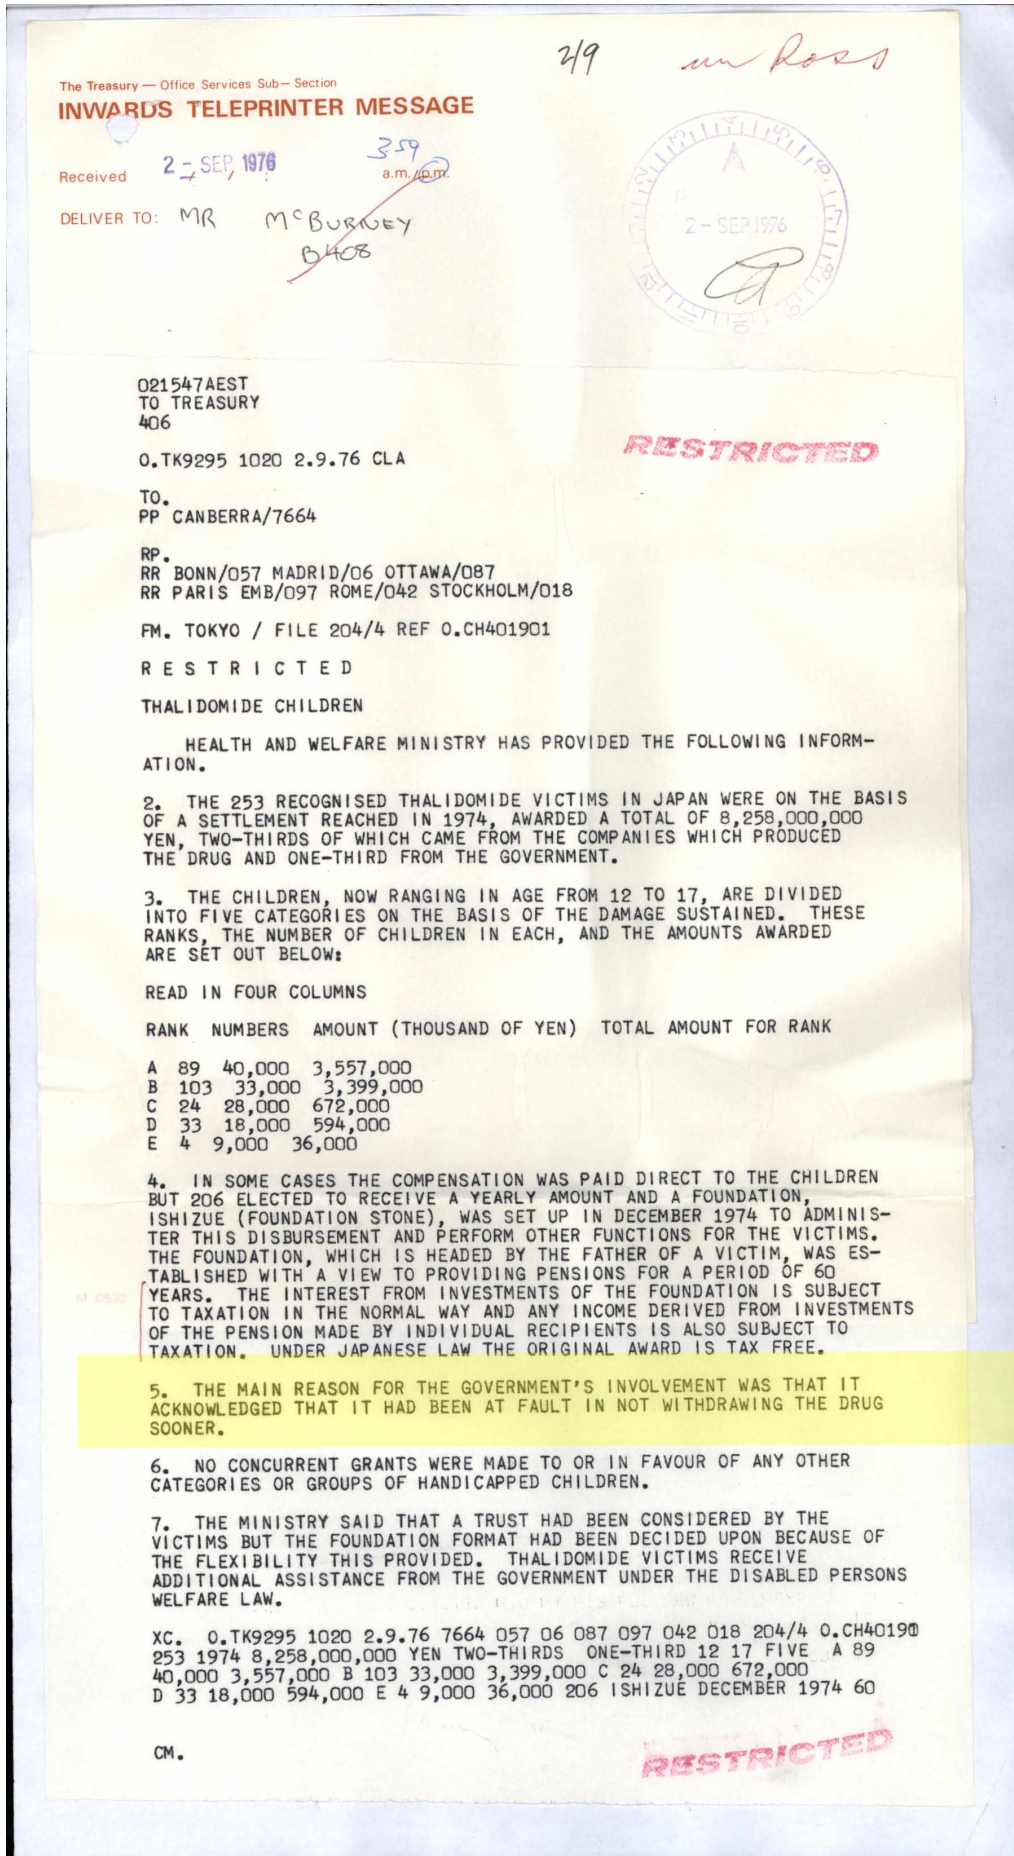 2/9
Ross
The Treasury — Office Services Sub— Section
INWARDS TELEPRINTER MESSAGE
Received 2 - SEP 1976 3.59 a.m./p.m.
DELIVER TO: MR McBURNEY
B408
2 - SEP 1976
021547AEST
TO TREASURY
406
RESTRICTED
O.TK9295 1020 2.9.76 CLA
TO.
PP CANBERRA/7664
RP.
RR BONN/057 MADRID/06 OTTAWA/087
RR PARIS EMB/097 ROME/042 STOCKHOLM/018
FM. TOKYO / FILE 204/4 REF O.CH401901
R E S T R I C T E D
THALIDOMIDE CHILDREN
HEALTH AND WELFARE MINISTRY HAS PROVIDED THE FOLLOWING INFORM-
ATION.
2. THE 253 RECOGNISED THALIDOMIDE VICTIMS IN JAPAN WERE ON THE BASIS
OF A SETTLEMENT REACHED IN 1974, AWARDED A TOTAL OF 8,258,000,000
YEN, TWO-THIRDS OF WHICH CAME FROM THE COMPANIES WHICH PRODUCED
THE DRUG AND ONE-THIRD FROM THE GOVERNMENT.
3. THE CHILDREN, NOW RANGING IN AGE FROM 12 TO 17, ARE DIVIDED
INTO FIVE CATEGORIES ON THE BASIS OF THE DAMAGE SUSTAINED. THESE
RANKS, THE NUMBER OF CHILDREN IN EACH, AND THE AMOUNTS AWARDED
ARE SET OUT BELOW:
READ IN FOUR COLUMNS
RANK NUMBERS AMOUNT (THOUSAND OF YEN) TOTAL AMOUNT FOR RANK
A 89 40,000 3,557,000
B 103 33,000 3,399,000
C 24 28,000 672,000
D 33 18,000 594,000
E 4 9,000 36,000
4. IN SOME CASES THE COMPENSATION WAS PAID DIRECT TO THE CHILDREN
BUT 206 ELECTED TO RECEIVE A YEARLY AMOUNT AND A FOUNDATION,
ISHIZUE (FOUNDATION STONE), WAS SET UP IN DECEMBER 1974 TO ADMINIS-
TER THIS DISBURSEMENT AND PERFORM OTHER FUNCTIONS FOR THE VICTIMS.
THE FOUNDATION, WHICH IS HEADED BY THE FATHER OF A VICTIM, WAS ES-
TABLISHED WITH A VIEW TO PROVIDING PENSIONS FOR A PERIOD OF 60
M 0532
YEARS. THE INTEREST FROM INVESTMENTS OF THE FOUNDATION IS SUBJECT
TO TAXATION IN THE NORMAL WAY AND ANY INCOME DERIVED FROM INVESTMENTS
OF THE PENSION MADE BY INDIVIDUAL RECIPIENTS IS ALSO SUBJECT TO
TAXATION. UNDER JAPANESE LAW THE ORIGINAL AWARD IS TAX FREE.
5. THE MAIN REASON FOR THE GOVERNMENT'S INVOLVEMENT WAS THAT IT
ACKNOWLEDGED THAT IT HAD BEEN AT FAULT IN NOT WITHDRAWING THE DRUG
SOONER.
6. NO CONCURRENT GRANTS WERE MADE TO OR IN FAVOUR OF ANY OTHER
CATEGORIES OR GROUPS OF HANDICAPPED CHILDREN.
7. THE MINISTRY SAID THAT A TRUST HAD BEEN CONSIDERED BY THE
VICTIMS BUT THE FOUNDATION FORMAT HAD BEEN DECIDED UPON BECAUSE OF
THE FLEXIBILITY THIS PROVIDED. THALIDOMIDE VICTIMS RECEIVE
ADDITIONAL ASSISTANCE FROM THE GOVERNMENT UNDER THE DISABLED PERSONS
WELFARE LAW.
XC. O.TK9295 1020 2.9.76 7664 057 06 087 097 042 018 204/4 O.CH40190
253 1974 8,258,000,000 YEN TWO-THIRDS ONE-THIRD 12 17 FIVE A 89
40,000 3,557,000 B 103 33,000 3,399,000 C 24 28,000 672,000
D 33 18,000 594,000 E 4 9,000 36,000 206 ISHIZUE DECEMBER 1974 60
CM.
RESTRICTED